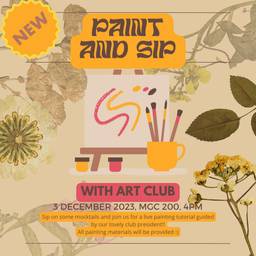 NEW
PAINT
AND SIP
WITH ART CLUB
3 DECEMBER 2023, MGC 200, 4PM
Sip on some mocktails and join us for a live painting tutorial guided
by our lovely club president!!!
All painting materials will be provided :)